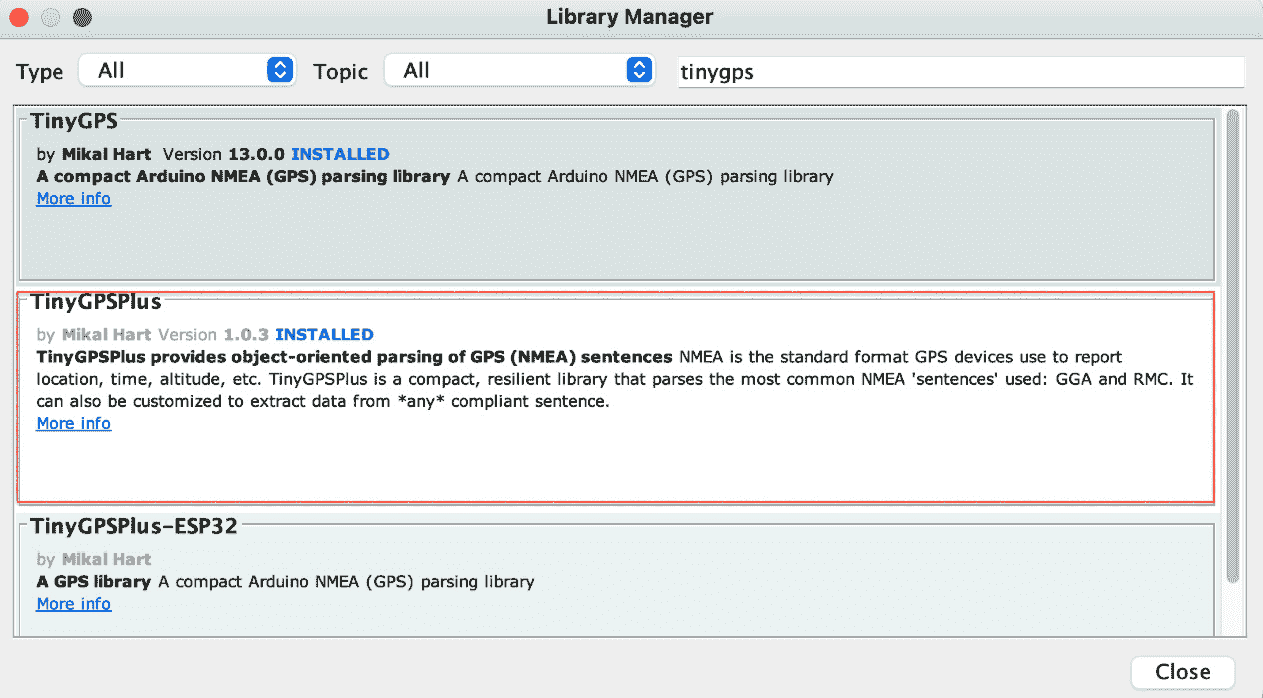 Library Manager
Type All Topic All tinygps
TinyGPS
by Mikal Hart Version 13.0.0 INSTALLED
A compact Arduino NMEA (GPS) parsing library A compact Arduino NMEA (GPS) parsing library
More info
TinyGPSPlus
by Mikal Hart Version 1.0.3 INSTALLED
TinyGPSPlus provides object-oriented parsing of GPS (NMEA) sentences NMEA is the standard format GPS devices use to report
location, time, altitude, etc. TinyGPSPlus is a compact, resilient library that parses the most common NMEA 'sentences' used: GGA and RMC. It
can also be customized to extract data from *any* compliant sentence.
More info
TinyGPSPlus-ESP32
by Mikal Hart
A GPS library A compact Arduino NMEA (GPS) parsing library
More info
Close